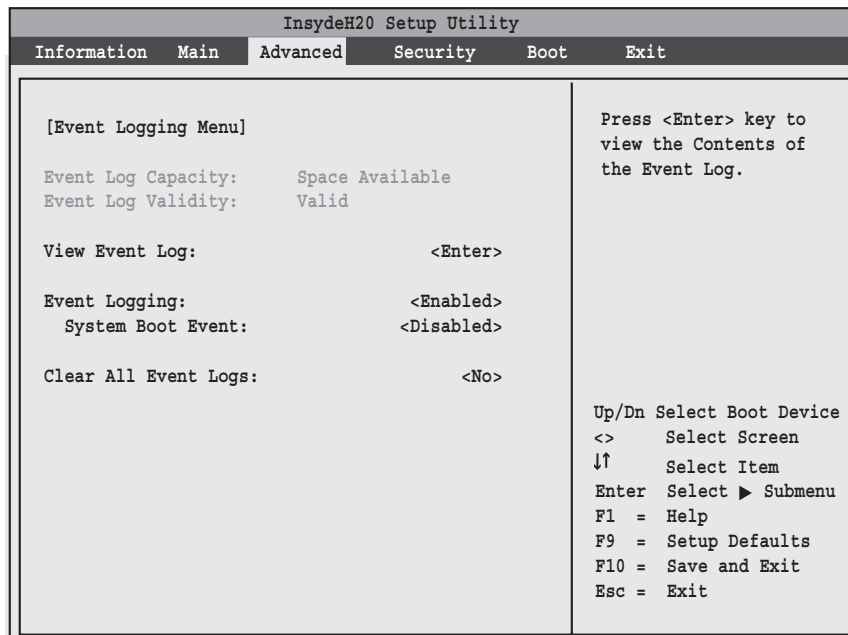 InsydeH20 Setup Utility
Information Main Advanced Security Boot Exit
[Event Logging Menu]
Event Log Capacity: Space Available
Event Log Validity: Valid
View Event Log: <Enter>
Event Logging: <Enabled>
System Boot Event: <Disabled>
Clear All Event Logs: <No>
Press <Enter> key to
view the Contents of
the Event Log.
Up/Dn Select Boot Device
<> Select Screen
↓↑ Select Item
Enter Select ▶ Submenu
F1 = Help
F9 = Setup Defaults
F10 = Save and Exit
Esc = Exit